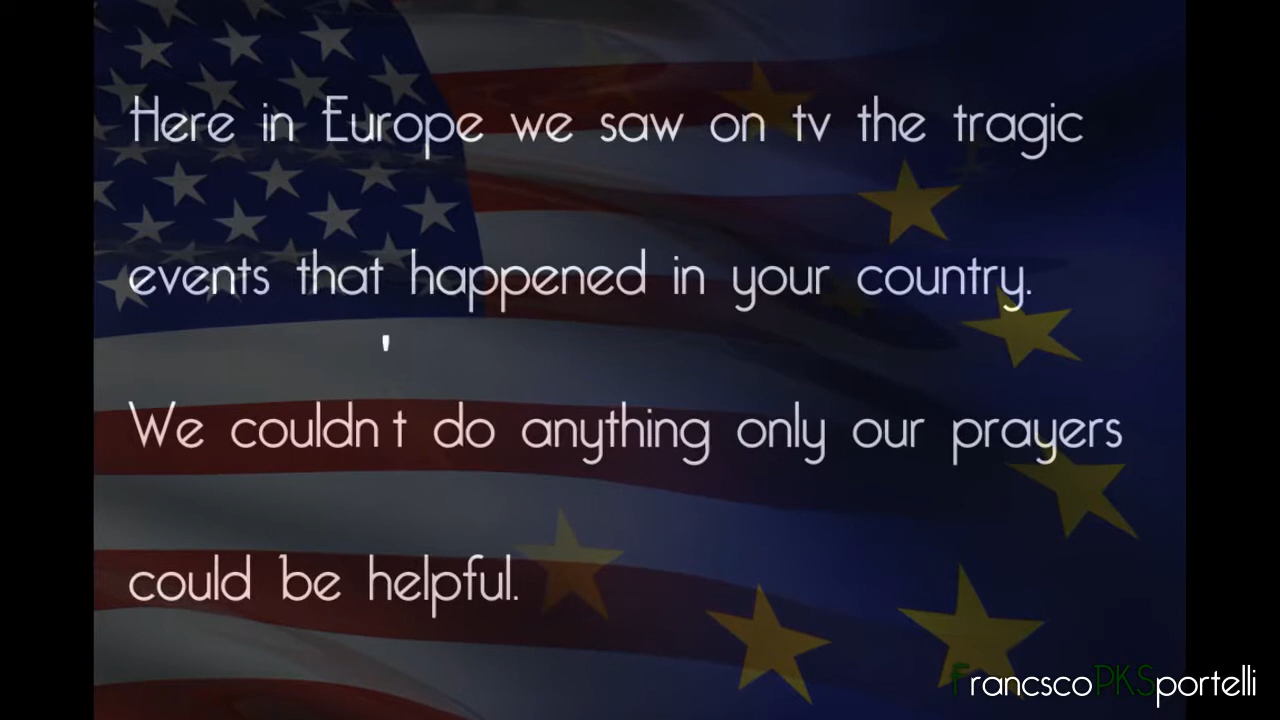 Here in Europe we saw on tv the tragic
events that happened in your country.
We couldn't do anything only our prayers
could be helpful.
FrancscoPKSportelli